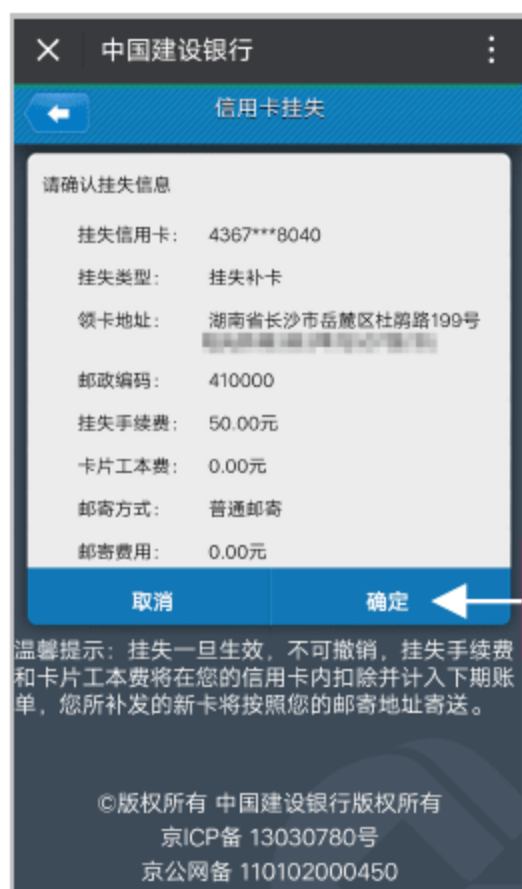 中国建设银行
信用卡挂失
请确认挂失信息
挂失信用卡: 4367***8040
挂失类型: 挂失补卡
领卡地址: 湖南省长沙市岳麓区杜鹃路199号
邮政编码: 410000
挂失手续费: 50.00元
卡片工本费: 0.00元
邮寄方式: 普通邮寄
邮寄费用: 0.00元
取消 确定
温馨提示：挂失一旦生效，不可撤销，挂失手续费
和卡片工本费将在您的信用卡内扣除并计入下期账
单，您所补发的新卡将按照您的邮寄地址寄送。
©版权所有 中国建设银行版权所有
京ICP备 13030780号
京公网备 110102000450